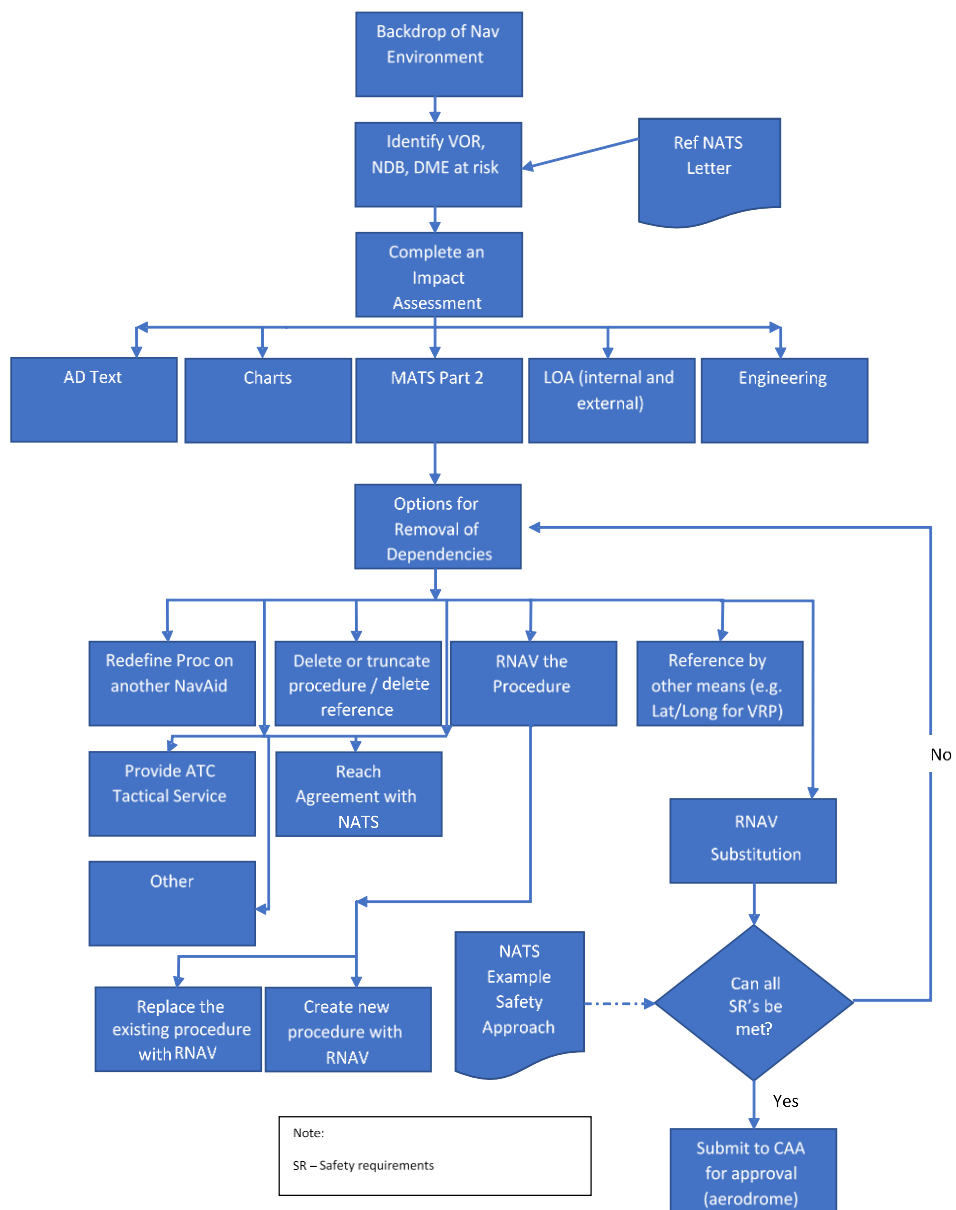 Backdrop of Nav
Environment
Identify VOR,
NDB, DME at risk
Ref NATS
Letter
Complete an
Impact
Assessment
AD Text
Charts
MATS Part 2
LOA (internal and
external)
Engineering
Options for
Removal of
Dependencies
Redefine Proc on
another NavAid
Delete or truncate
procedure / delete
reference
RNAV the
Procedure
Reference by
other means (e.g.
Lat/Long for VRP)
No
Provide ATC
Tactical Service
Reach
Agreement with
NATS
RNAV
Substitution
Other
NATS
Example
Safety
Approach
Can all
SR's be
met?
Replace the
existing procedure
with RNAV
Create new
procedure with
RNAV
Yes
Note:
SR – Safety requirements
Submit to CAA
for approval
(aerodrome)